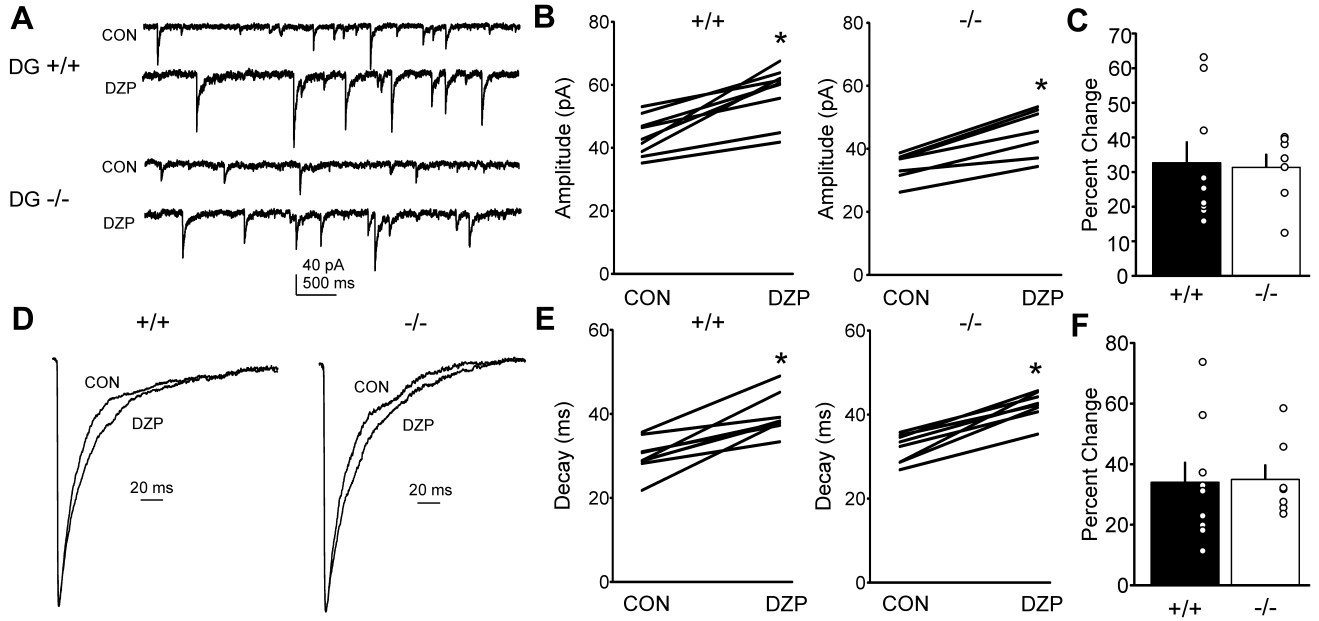 A
DG +/+
CON
DZP
DG -/-
CON
DZP
40 pA
500 ms
B
+/+
-/-
Amplitude (pA)
80
60
40
20
0
*
CON
DZP
Amplitude (pA)
80
60
40
20
0
*
CON
DZP
C
Percent Change
70
60
50
40
30
20
10
0
+/+
-/-
D
+/+
-/-
CON
DZP
20 ms
CON
DZP
20 ms
E
+/+
-/-
Decay (ms)
60
40
20
0
*
CON
DZP
Decay (ms)
60
40
20
0
*
CON
DZP
F
Percent Change
80
60
40
20
0
+/+
-/-